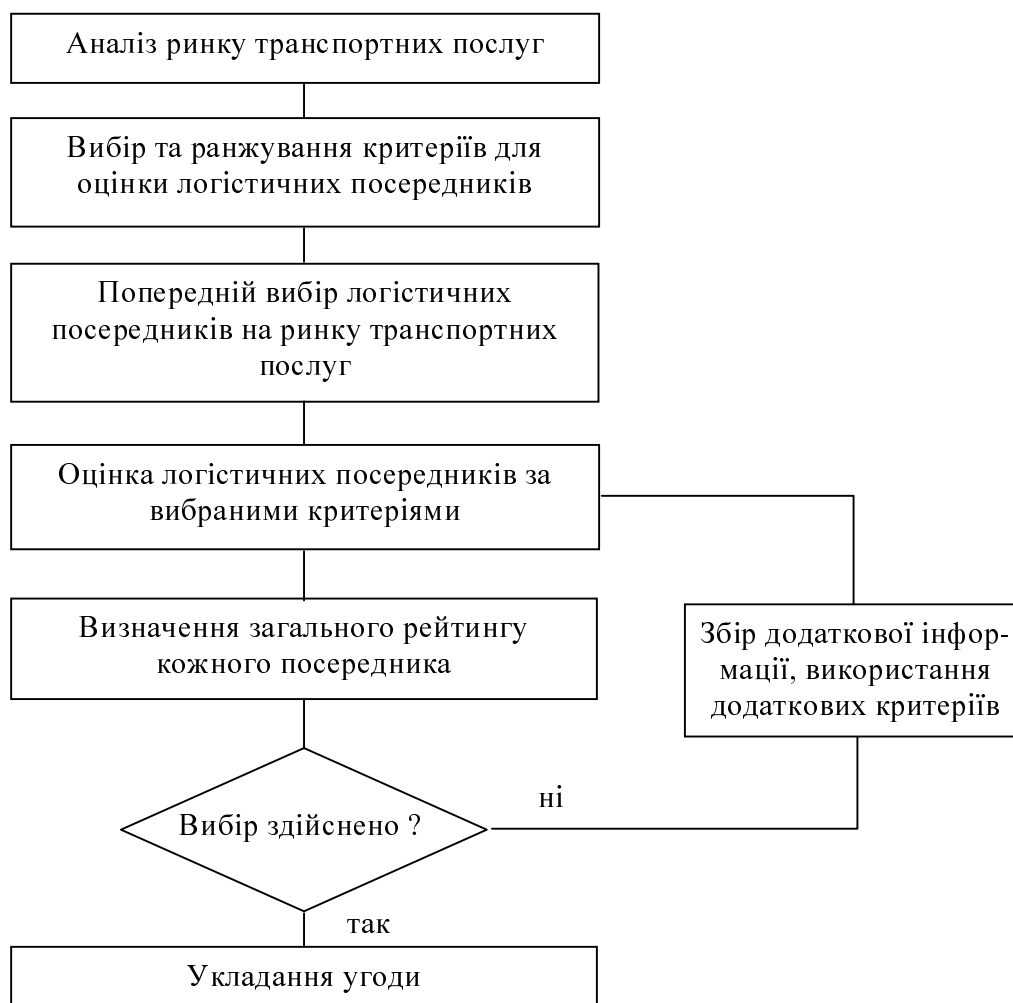 Аналіз ринку транспортних послуг
Вибір та ранжування критеріїв для
оцінки логістичних посередників
Попередній вибір логістичних
посередників на ринку транспортних
послуг
Оцінка логістичних посередників за
вибраними критеріями
Визначення загального рейтингу
кожного посередника
Збір додаткової інфор-
мації, використання
додаткових критеріїв
Вибір здійснено ?
ні
так
Укладання угоди